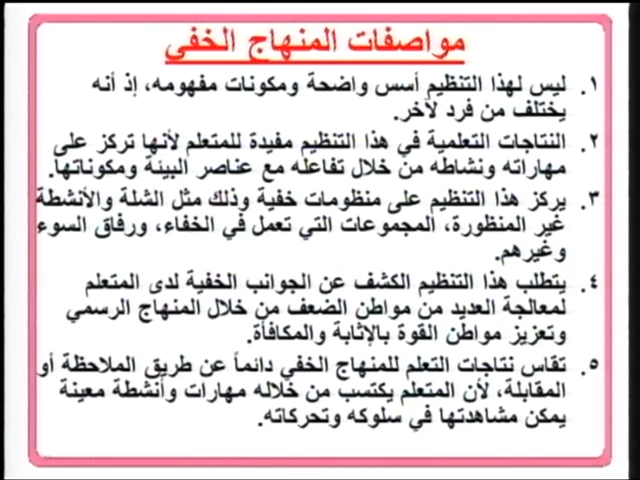 مواصفات المنهاج الخفي
١. ليس لهذا التنظيم أسس واضحة ومكونات مفهومه، إذ أنه
يختلف من فرد لآخر.
٢. النتاجات التعلمية في هذا التنظيم مفيدة للمتعلم لأنها تركز على
مهاراته ونشاطه من خلال تفاعله مع عناصر البيئة ومكوناتها.
٣. يركز هذا التنظيم على منظومات خفية وذلك مثل الشلة والأنشطة
غير المنظورة، المجموعات التي تعمل في الخفاء، ورفاق السوء
وغيرهم.
٤. يتطلب هذا التنظيم الكشف عن الجوانب الخفية لدى المتعلم
لمعالجة العديد من مواطن الضعف من خلال المنهاج الرسمي
وتعزيز مواطن القوة بالإثابة والمكافأة.
٥. تقاس نتاجات التعلم للمنهاج الخفي دائماً عن طريق الملاحظة أو
المقابلة، لأن المتعلم يكتسب من خلاله مهارات وأنشطة معينة
يمكن مشاهدتها في سلوكه وتحركاته.